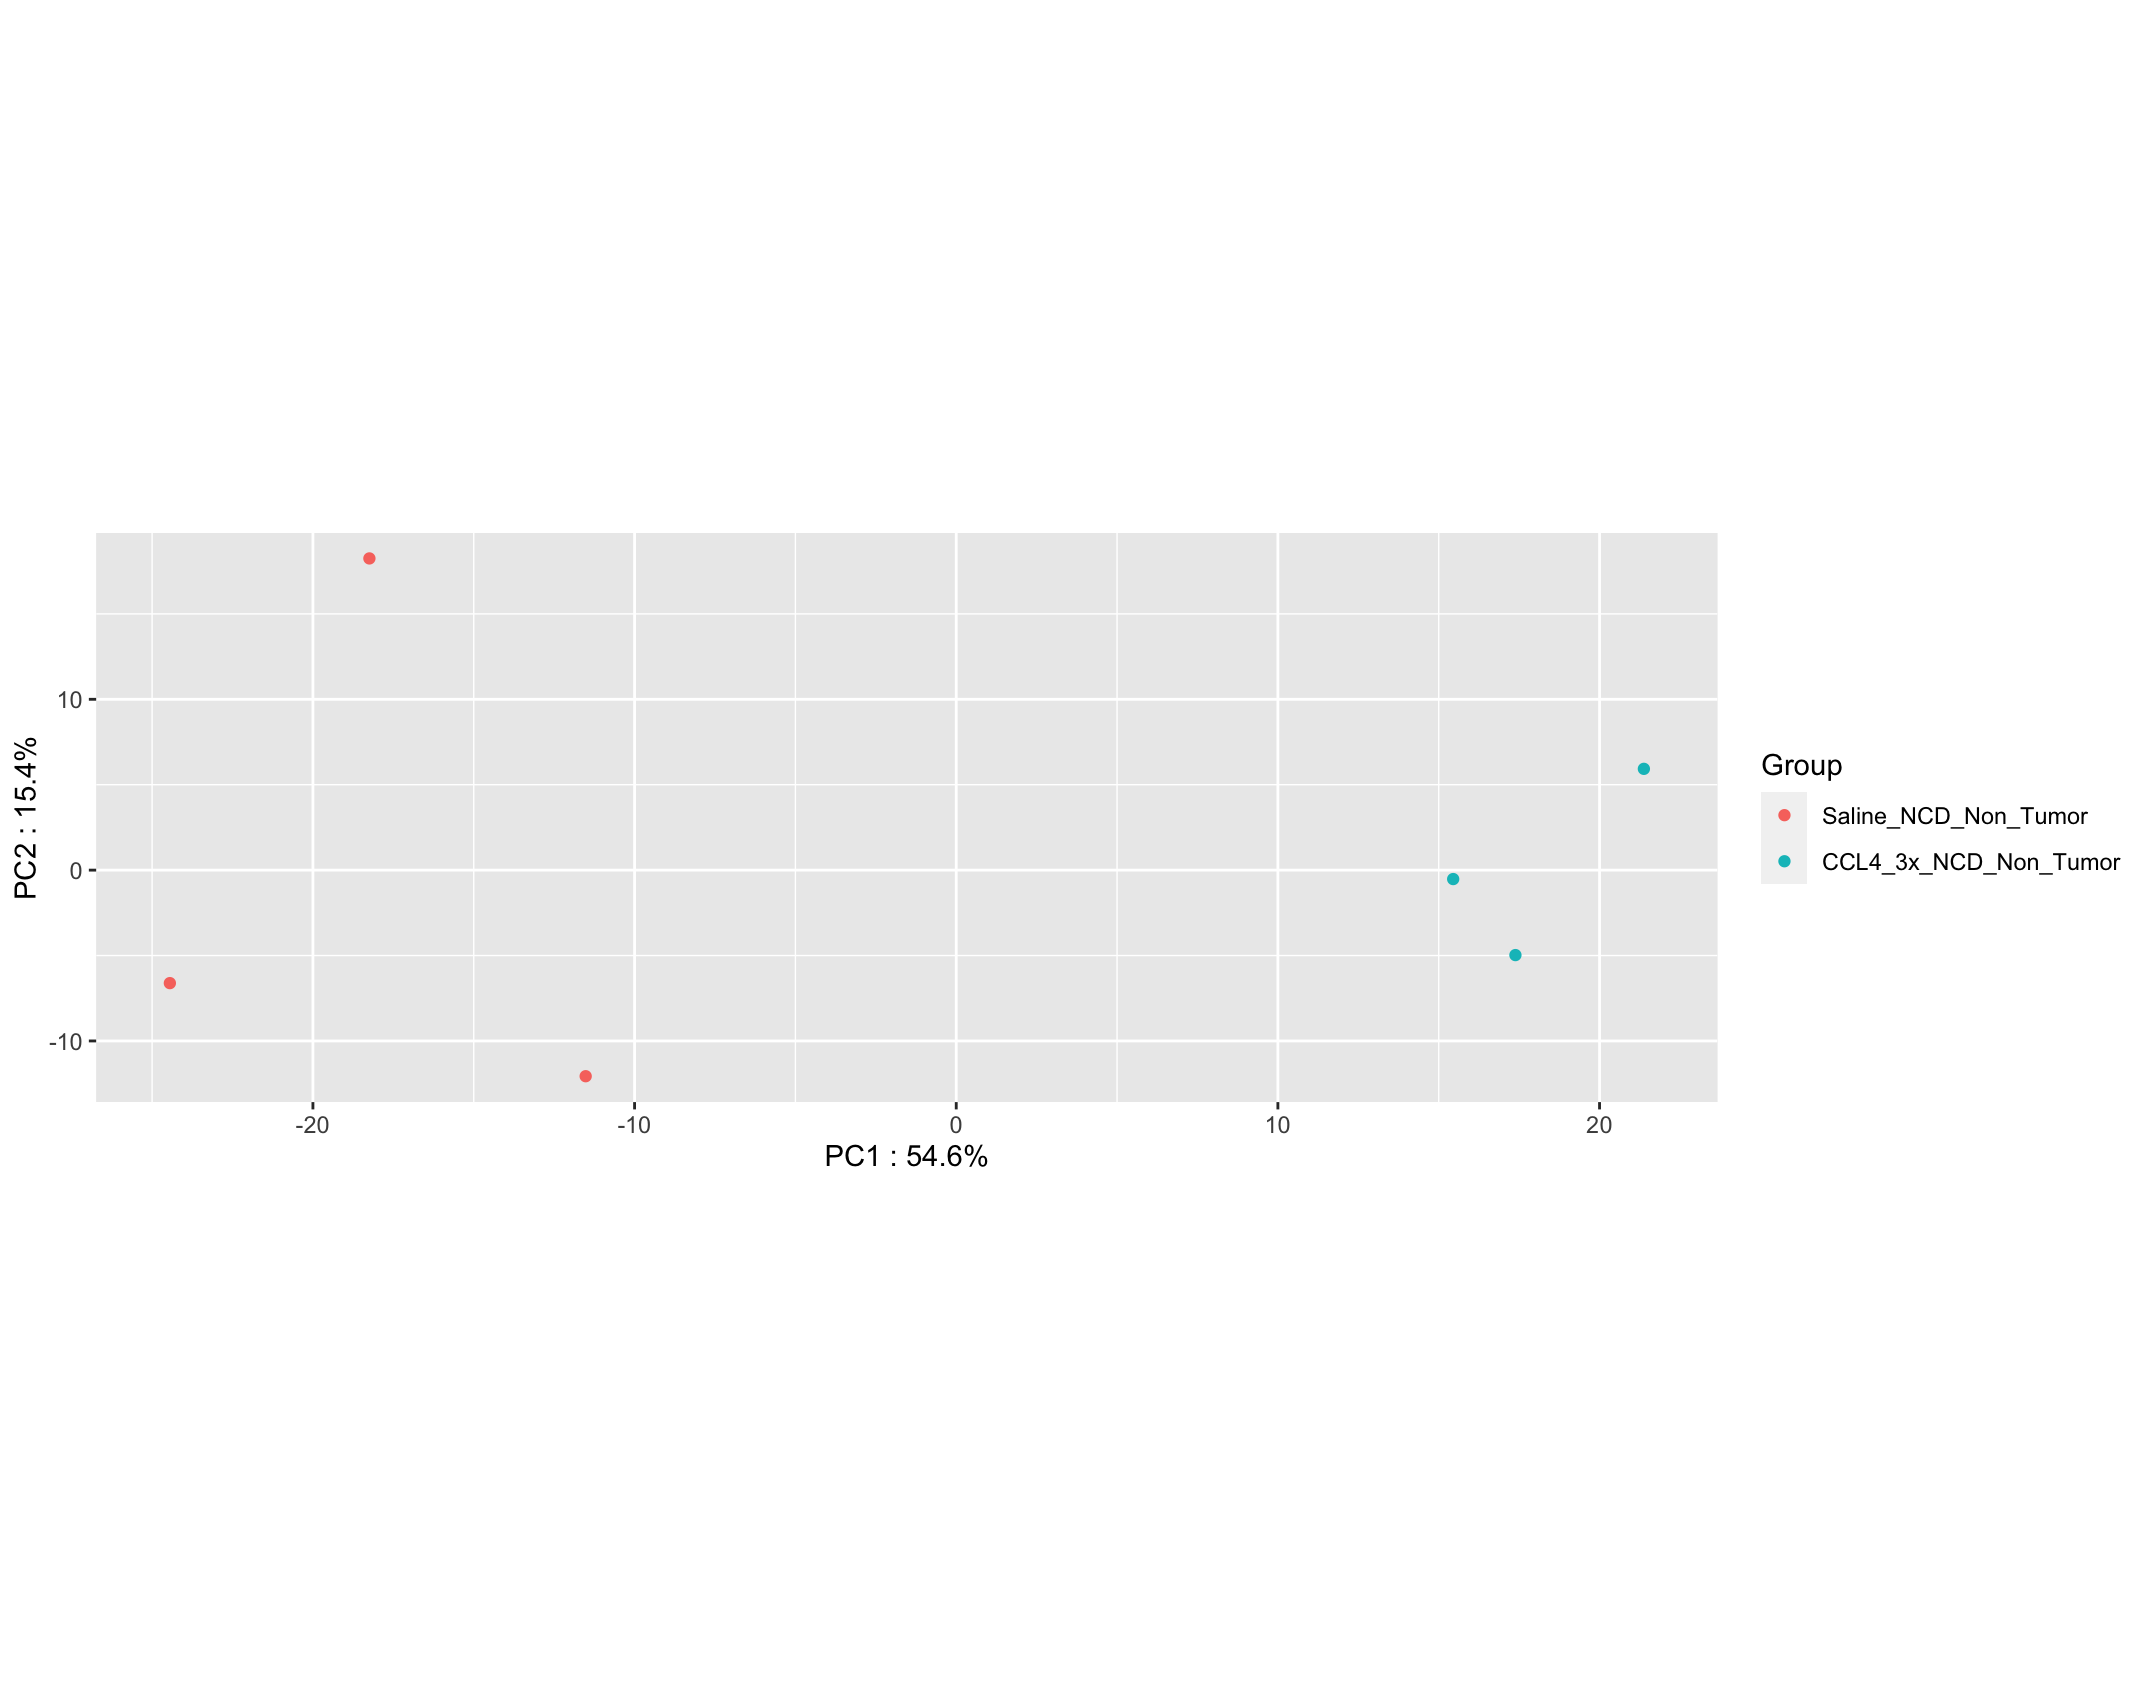 10
0
-10
PC2 : 15.4%
-20 -10 0 10 20
PC1 : 54.6%
Group
Saline_NCD_Non_Tumor
CCL4_3x_NCD_Non_Tumor